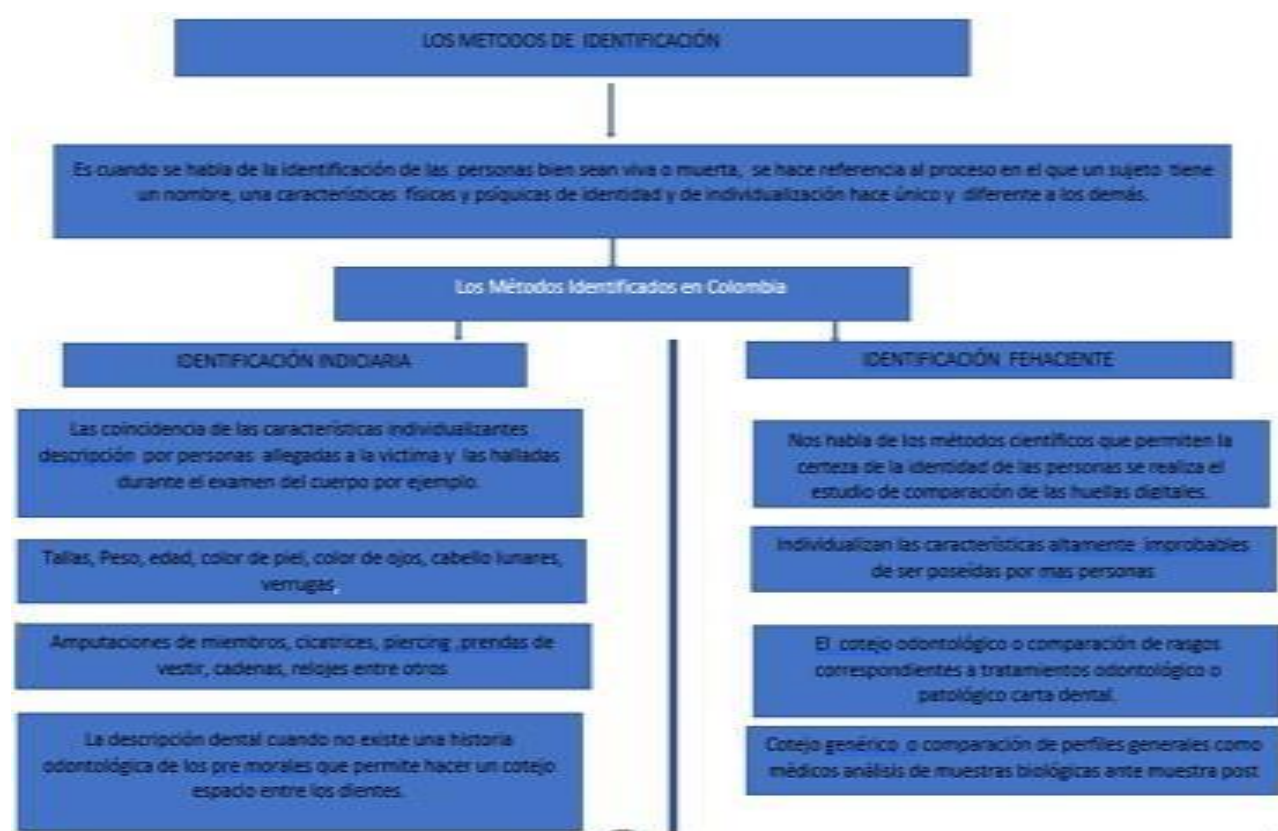 LOS METODOS DE IDENTIFICACIÓN
Es cuando se habla de la identificación de las personas bien sean viva o muerta, se hace referencia al proceso en el que un sujeto tiene
un nombre, una características físicas y psíquicas de identidad y de individualización hace único y diferente a los demás.
Los Métodos Identificados en Colombia
IDENTIFICACIÓN INDICIARIA
Las coincidencia de las características individualizantes
descripción por personas allegadas a la victima y las halladas
durante el examen del cuerpo por ejemplo.
Tallas, Peso, edad, color de piel, color de ojos, cabello lunares,
verrugas,
Amputaciones de miembros, cicatrices, piercing ,prendas de
vestir, cadenas, relojes entre otros
La descripción dental cuando no existe una historia
odontológica de los pre morales que permite hacer un cotejo
espacio entre los dientes.
IDENTIFICACIÓN FEHACIENTE
Nos habla de los métodos científicos que permiten la
certeza de la identidad de las personas se realiza el
estudio de comparación de las huellas digitales.
Individualizan las características altamente improbables
de ser poseídas por mas personas
El cotejo odontológico o comparación de rasgos
correspondientes a tratamientos odontológico o
patológico carta dental.
Cotejo genérico o comparación de perfiles generales como
médicos análisis de muestras biológicas ante muestra post